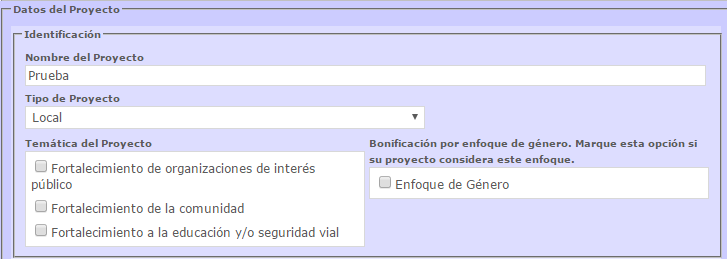 Datos del Proyecto
Identificación
Nombre del Proyecto
Prueba
Tipo de Proyecto
Local
Temática del Proyecto
Fortalecimiento de organizaciones de interés
público
Fortalecimiento de la comunidad
Fortalecimiento a la educación y/o seguridad vial
Bonificación por enfoque de género. Marque esta opción si
su proyecto considera este enfoque.
Enfoque de Género